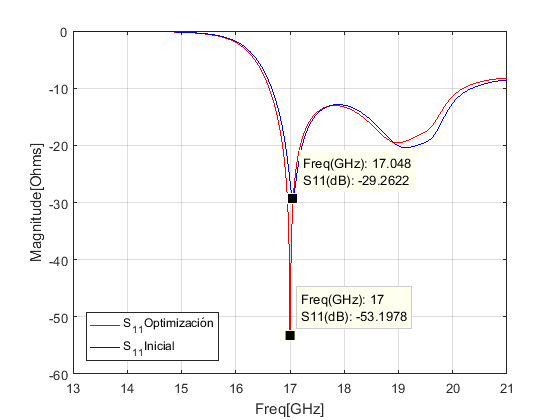 0
-10
-20
-30
-40
-50
-60
Magnitude[Ohms]
Freq(GHz): 17.048
S11(dB): -29.2622
Freq(GHz): 17
S11(dB): -53.1978
S11Optimización
S11Inicial
13 14 15 16 17 18 19 20 21
Freq[GHz]